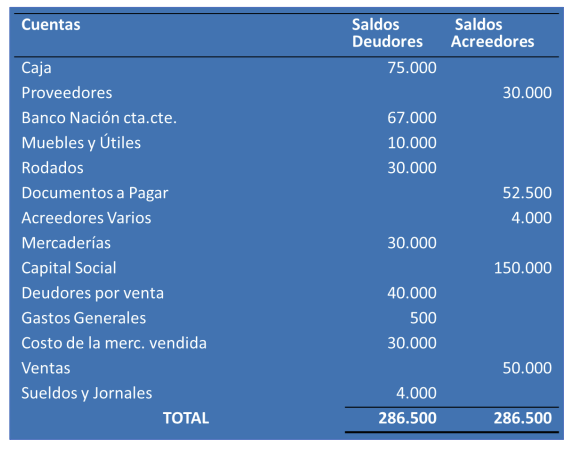 Cuentas Saldos Deudores Saldos Acreedores
Caja 75.000
Proveedores 30.000
Banco Nación cta.cte. 67.000
Muebles y Útiles 10.000
Rodados 30.000
Documentos a Pagar 52.500
Acreedores Varios 4.000
Mercaderías 30.000
Capital Social 150.000
Deudores por venta 40.000
Gastos Generales 500
Costo de la merc. vendida 30.000
Ventas 50.000
Sueldos y Jornales 4.000
TOTAL 286.500 286.500